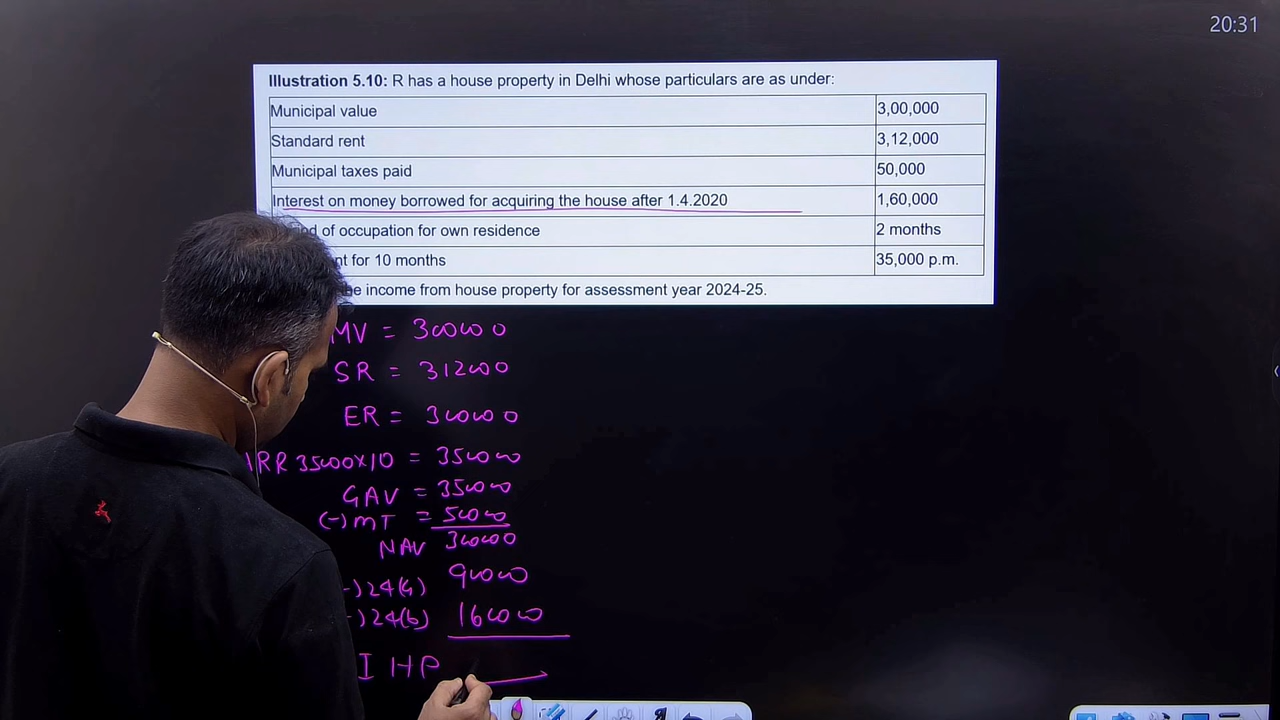 20:31
Illustration 5.10: R has a house property in Delhi whose particulars are as under:
Municipal value 3,00,000
Standard rent 3,12,000
Municipal taxes paid 50,000
Interest on money borrowed for acquiring the house after 1.4.2020 1,60,000
of occupation for own residence 2 months
for 10 months 35,000 p.m.
income from house property for assessment year 2024-25.
MV = 300000
SR = 312000
ER = 300000
RR 35000x10 = 350000
GAV = 350000
(-) mT = 50000
NAV 300000
-) 24(a) 90000
-) 24(b) 160000
I HP